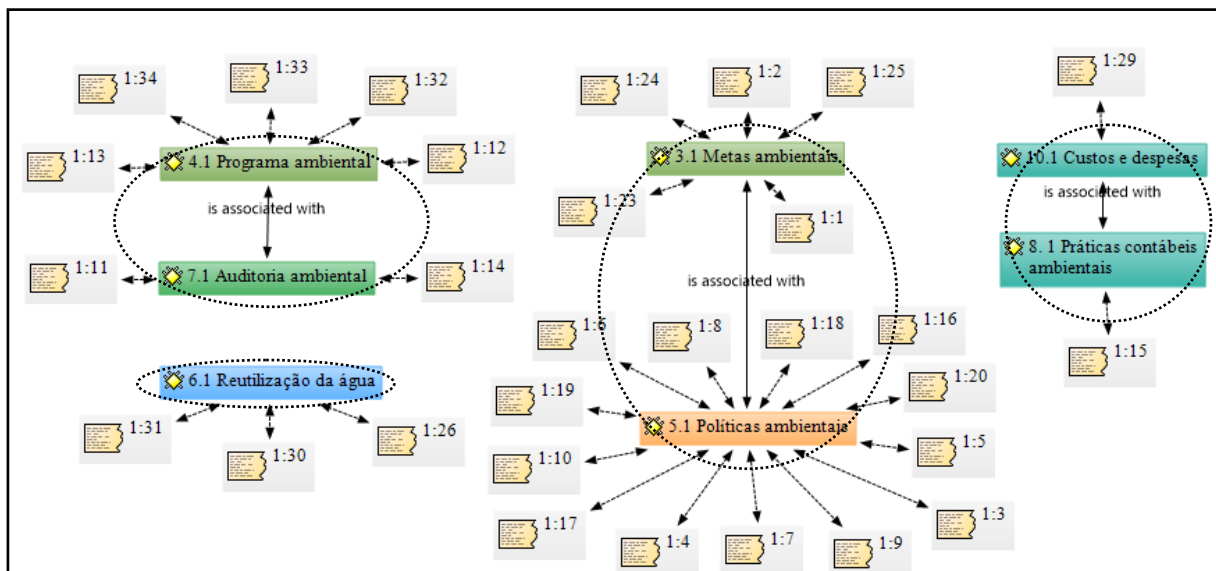 1:34
1:33
1:32
1:13
4.1 Programa ambiental
1:12
is associated with
1:11
7.1 Auditoria ambiental
1:14
6.1 Reutilização da água
1:31
1:30
1:26
1:24
1:2
1:25
3.1 Metas ambientais
1:23
1:1
is associated with
1:6
1:8
1:18
1:16
1:19
1:20
5.1 Políticas ambientais
1:10
1:5
1:17
1:4
1:7
1:9
1:3
1:29
10.1 Custos e despesas
is associated with
8. 1 Práticas contábeis
ambientais
1:15